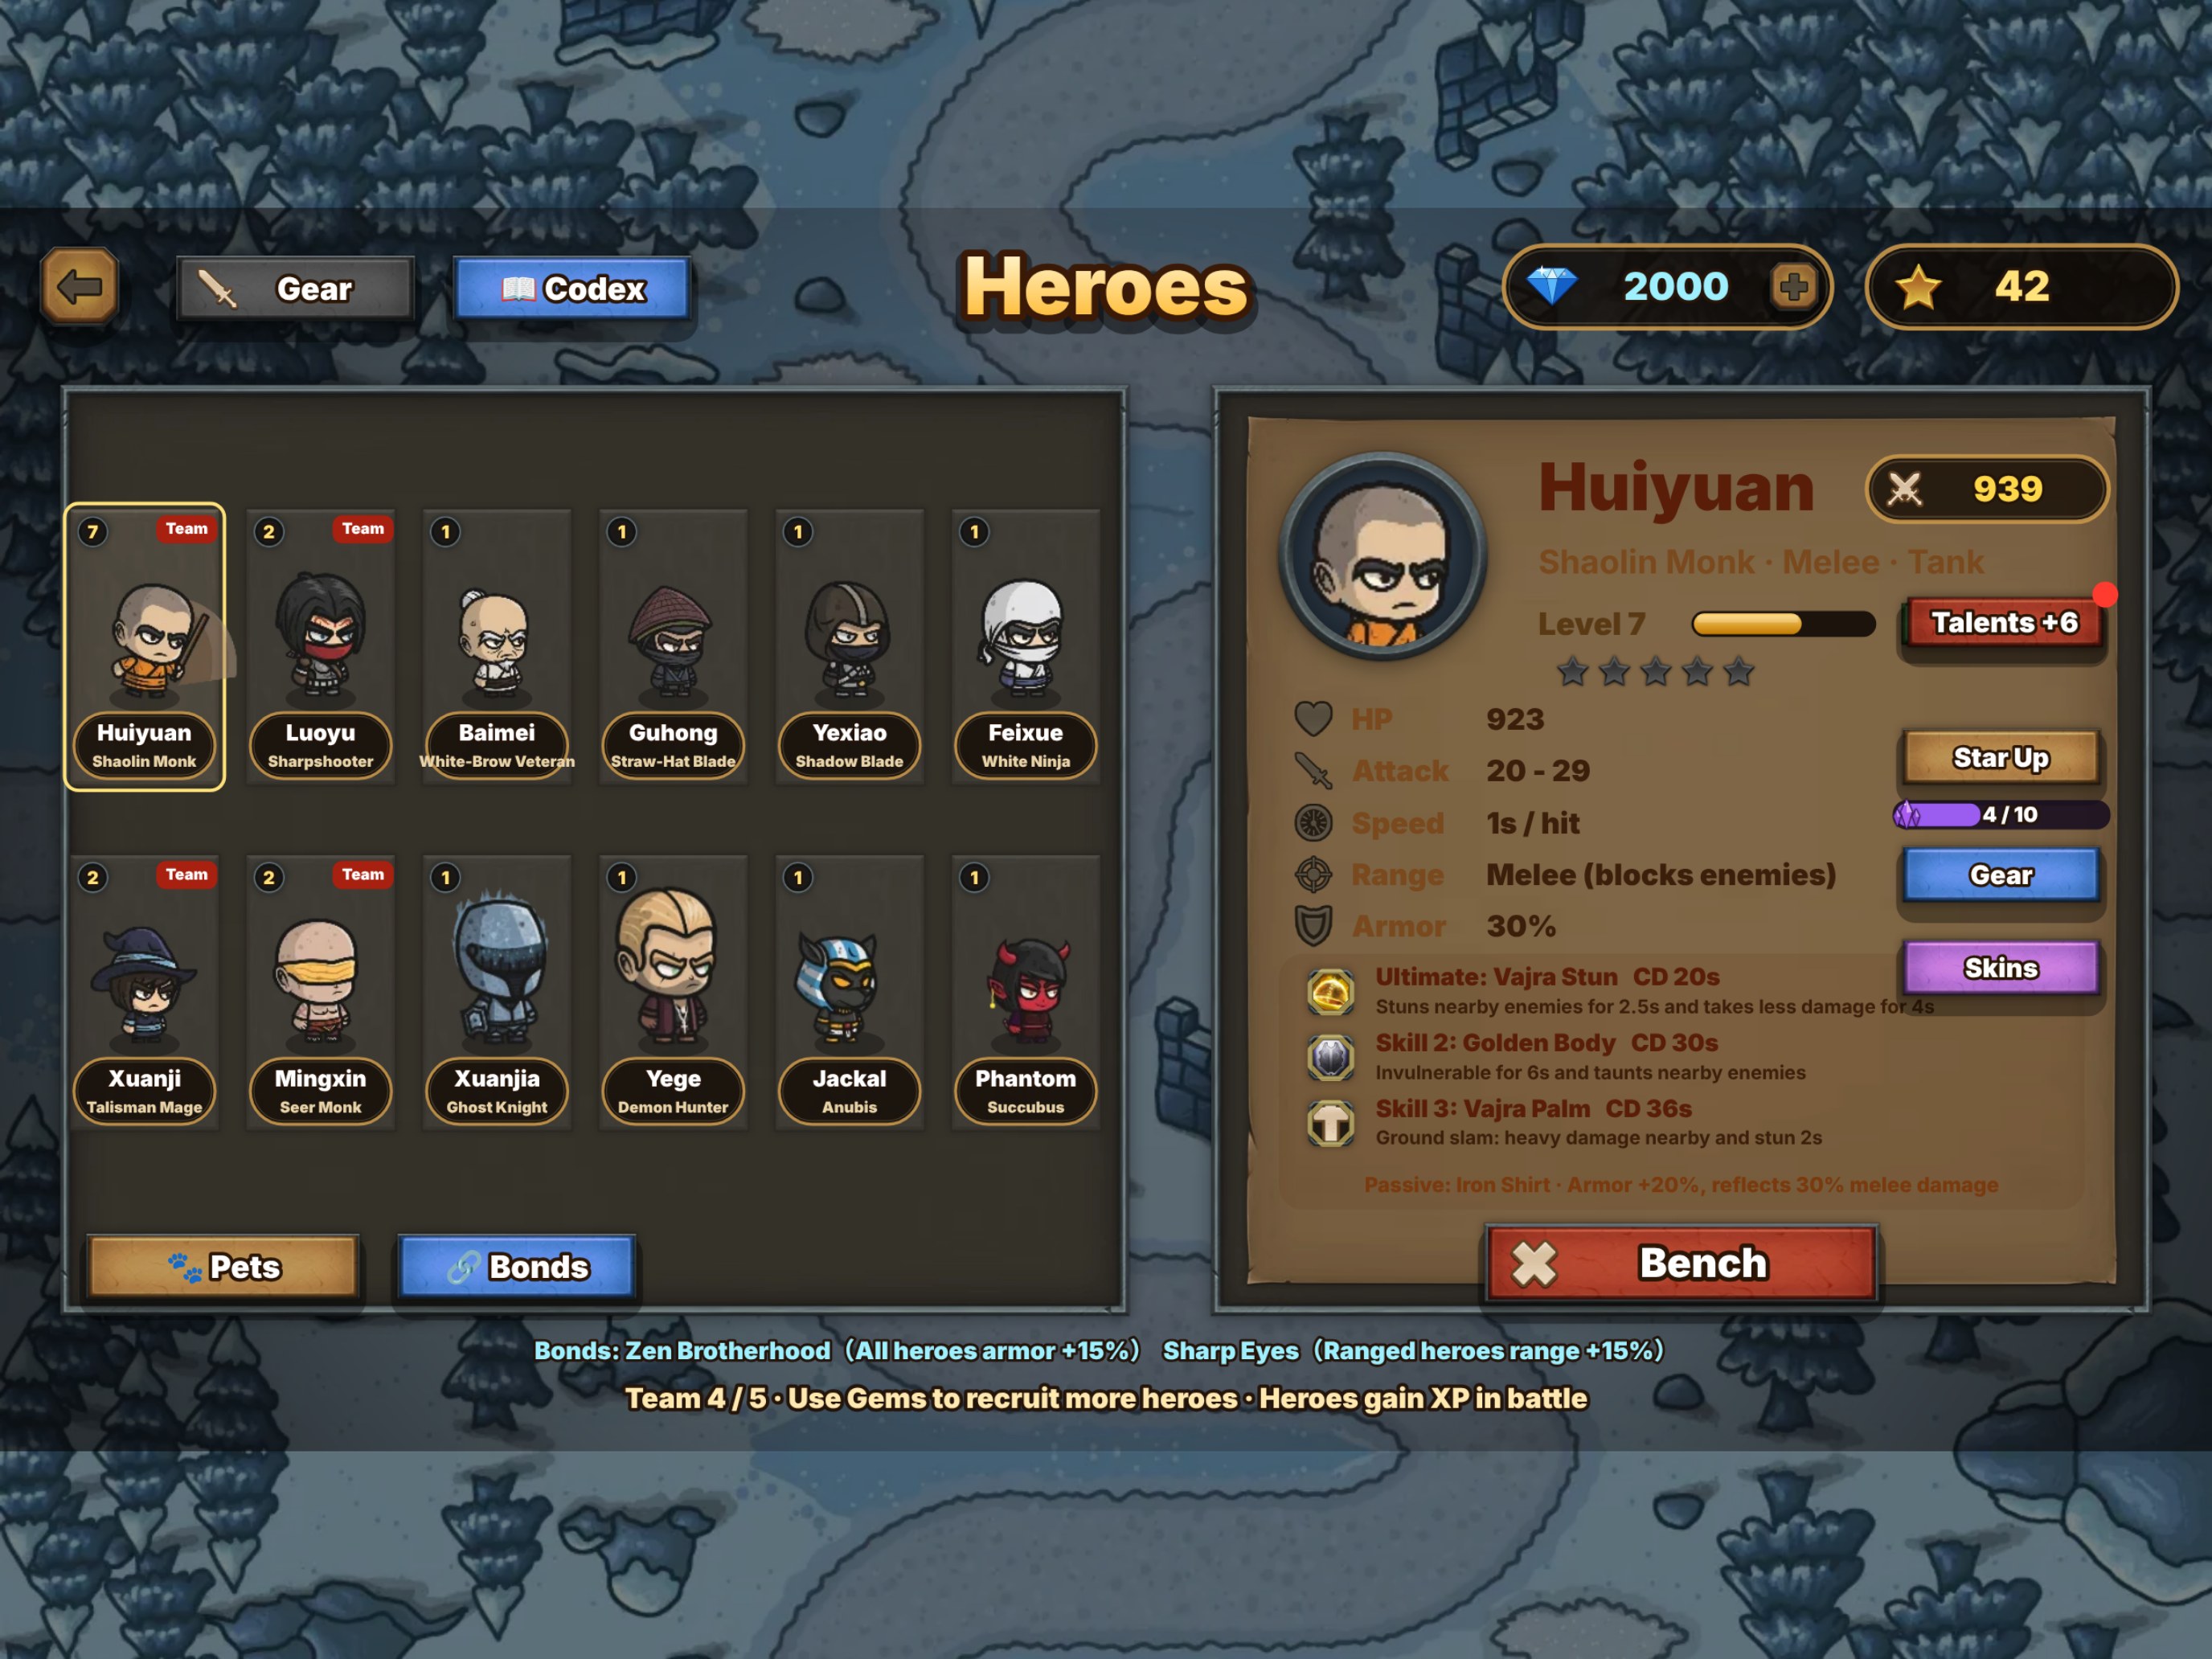 Gear
Codex
Heroes
2000
42
7 Team
2 Team
1
1
1
1
Huiyuan
Shaolin Monk
Luoyu
Sharpshooter
Baimei
White-Brow Veteran
Guhong
Straw-Hat Blade
Yexiao
Shadow Blade
Feixue
White Ninja
2 Team
2 Team
1
1
1
1
Xuanji
Talisman Mage
Mingxin
Seer Monk
Xuanjia
Ghost Knight
Yege
Demon Hunter
Jackal
Anubis
Phantom
Succubus
Pets
Bonds
Huiyuan
939
Shaolin Monk · Melee · Tank
Level 7
Talents +6
HP 923
Attack 20 - 29
Speed 1s / hit
Range Melee (blocks enemies)
Armor 30%
Star Up
4 / 10
Gear
Skins
Ultimate: Vajra Stun CD 20s
Stuns nearby enemies for 2.5s and takes less damage for 4s
Skill 2: Golden Body CD 30s
Invulnerable for 6s and taunts nearby enemies
Skill 3: Vajra Palm CD 36s
Ground slam: heavy damage nearby and stun 2s
Passive: Iron Shirt · Armor +20%, reflects 30% melee damage
Bench
Bonds: Zen Brotherhood（All heroes armor +15%） Sharp Eyes（Ranged heroes range +15%）
Team 4 / 5 · Use Gems to recruit more heroes · Heroes gain XP in battle